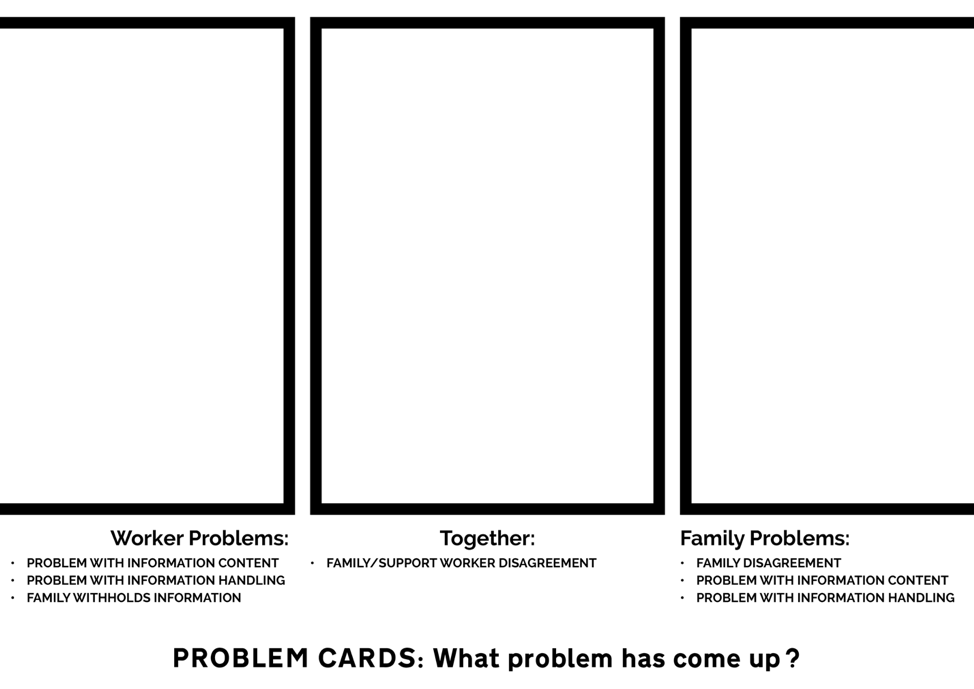 Worker Problems:
• PROBLEM WITH INFORMATION CONTENT
• PROBLEM WITH INFORMATION HANDLING
• FAMILY WITHHOLDS INFORMATION
Together:
• FAMILY/SUPPORT WORKER DISAGREEMENT
Family Problems:
• FAMILY DISAGREEMENT
• PROBLEM WITH INFORMATION CONTENT
• PROBLEM WITH INFORMATION HANDLING
PROBLEM CARDS: What problem has come up ?